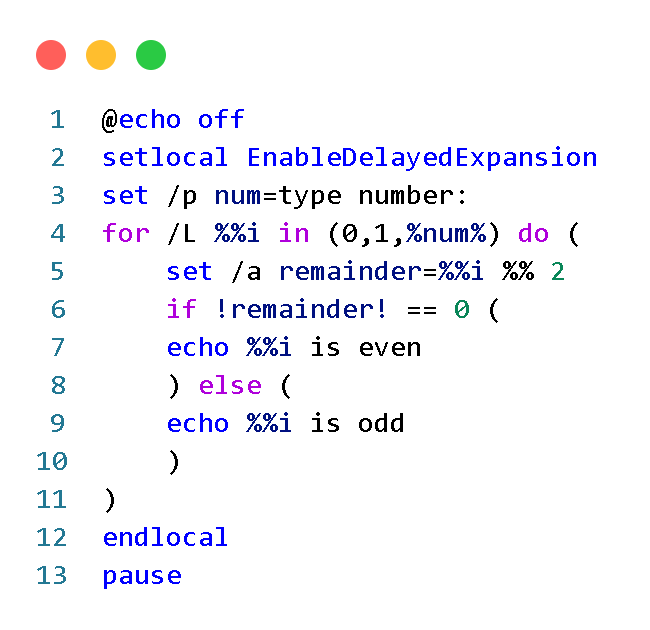 1 @echo off
2 setlocal EnableDelayedExpansion
3 set /p num=type number:
4 for /L %%i in (0,1,%num%) do (
5     set /a remainder=%%i %% 2
6     if !remainder! == 0 (
7     echo %%i is even
8     ) else (
9     echo %%i is odd
10     )
11 )
12 endlocal
13 pause